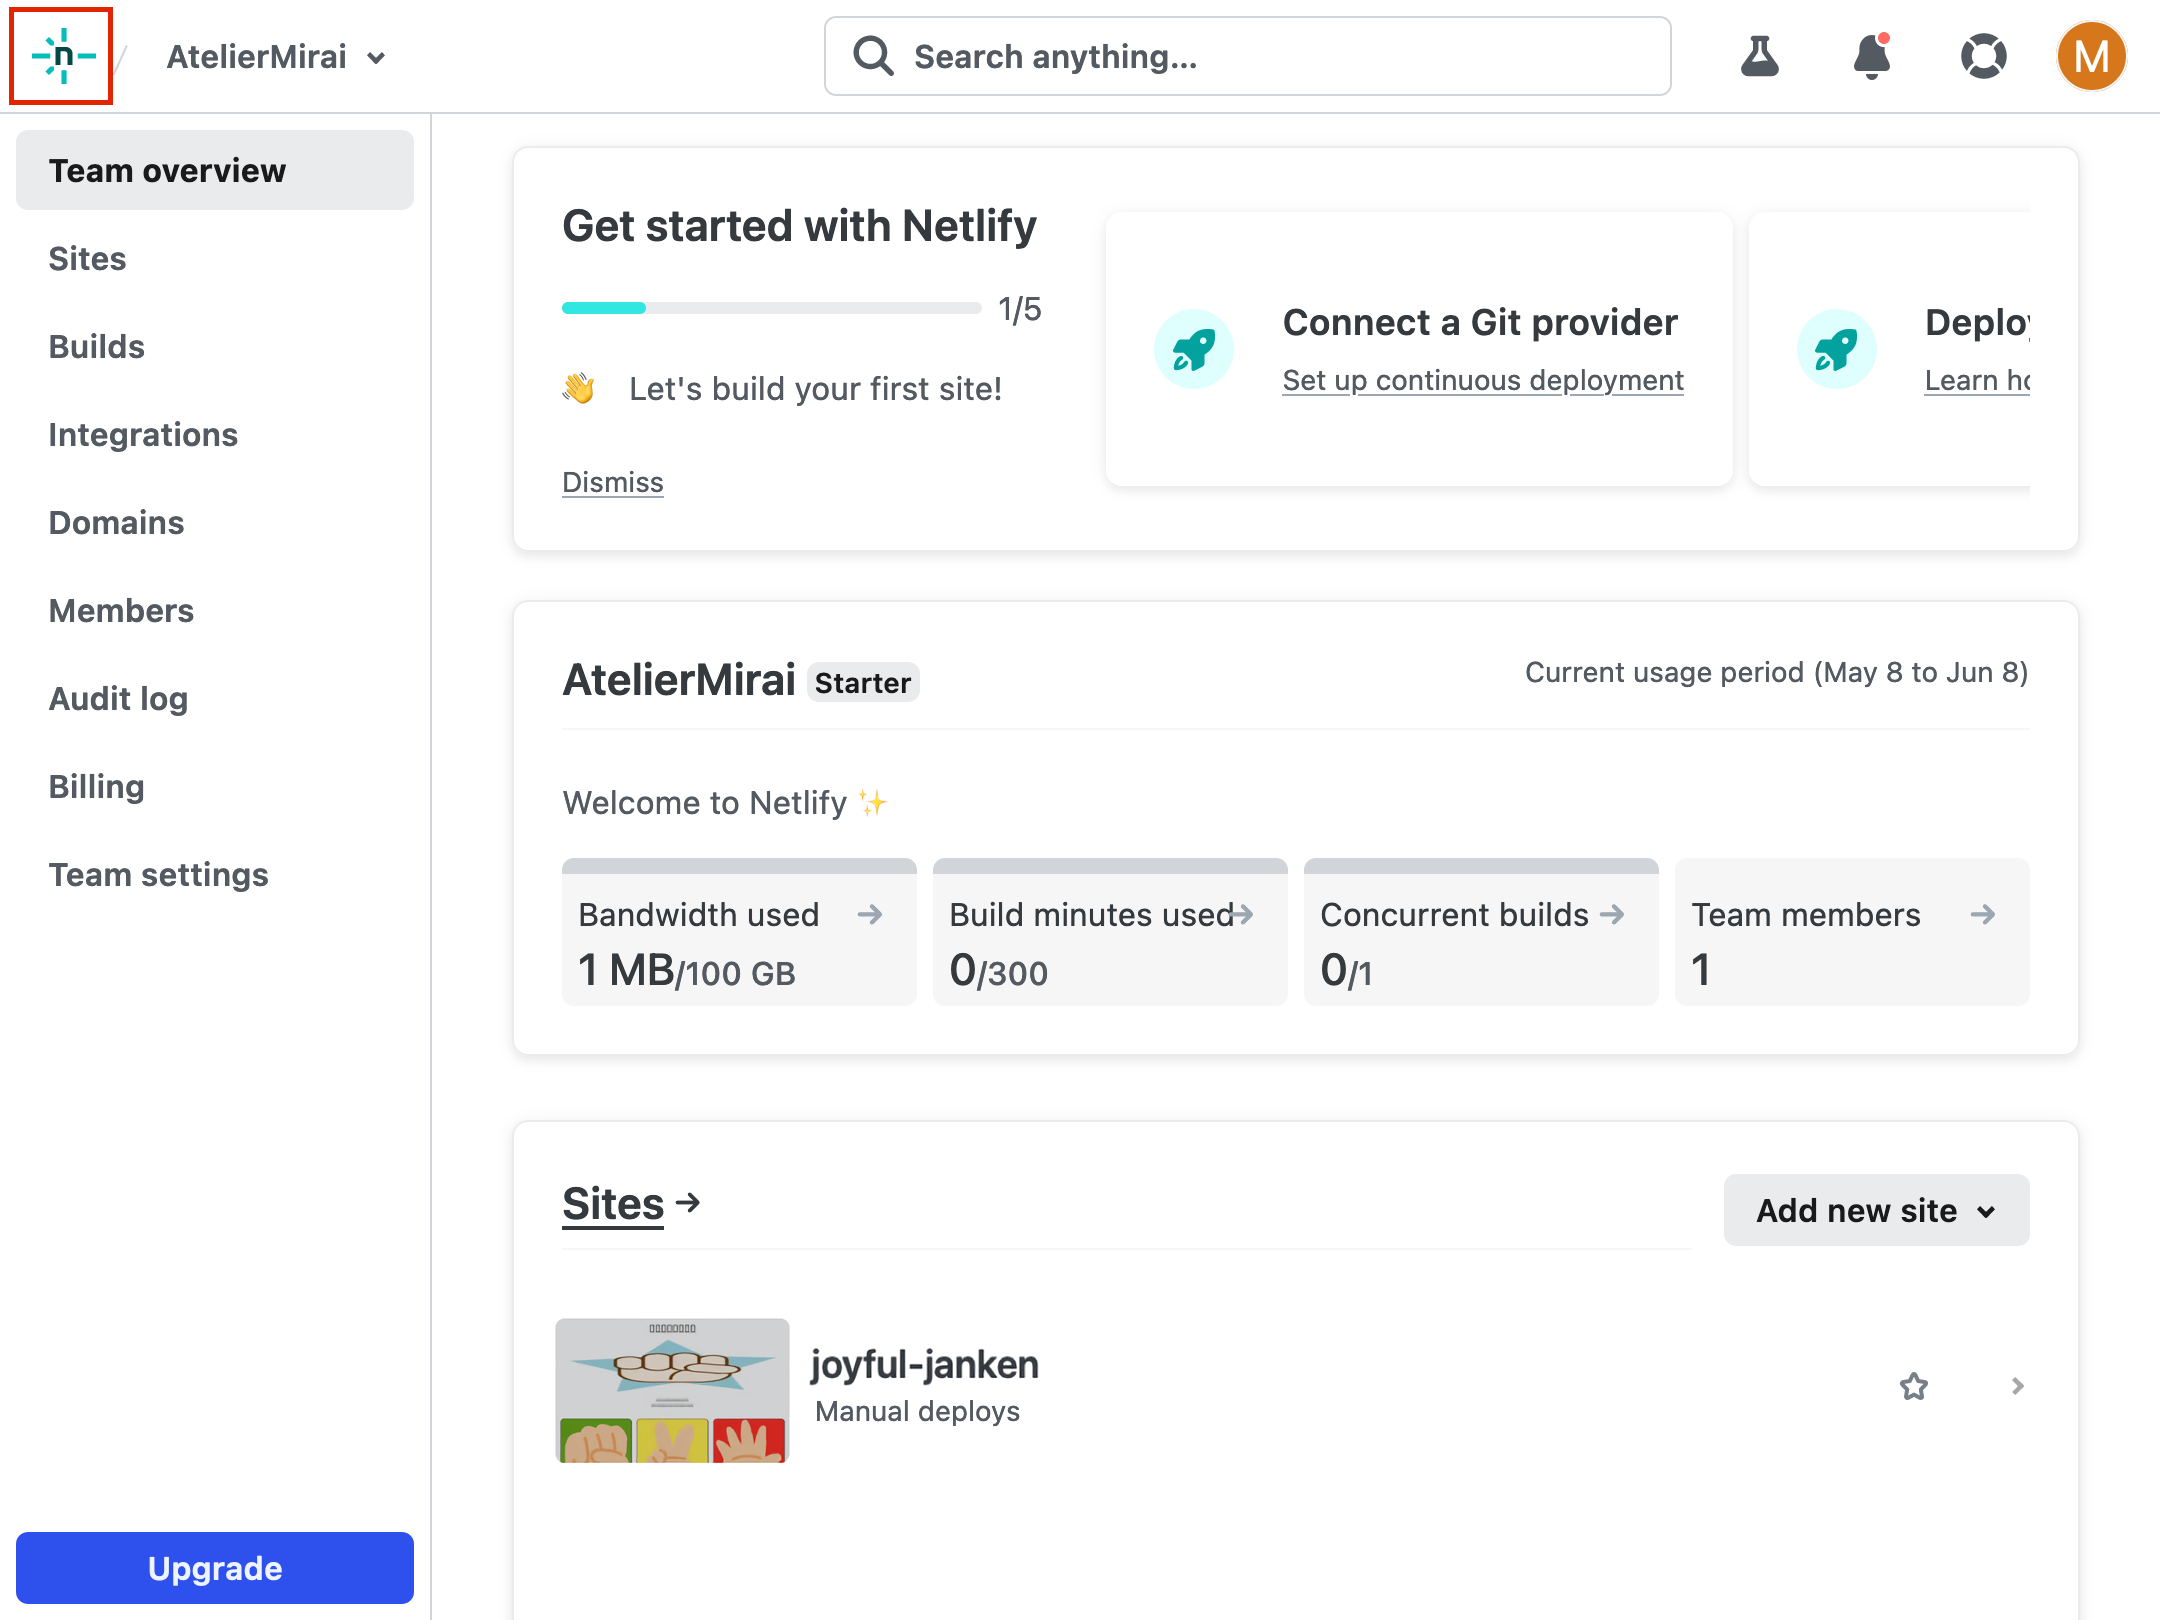 n
AtelierMirai
Search anything...
M
Team overview
Sites
Builds
Integrations
Domains
Members
Audit log
Billing
Team settings
Upgrade
Get started with Netlify
1/5
👋 Let's build your first site!
Dismiss
Connect a Git provider
Set up continuous deployment
Deploy
Learn ho
AtelierMirai Starter
Current usage period (May 8 to Jun 8)
Welcome to Netlify ✨
Bandwidth used →
1 MB/100 GB
Build minutes used →
0/300
Concurrent builds →
0/1
Team members →
1
Sites →
Add new site
joyful-janken
Manual deploys